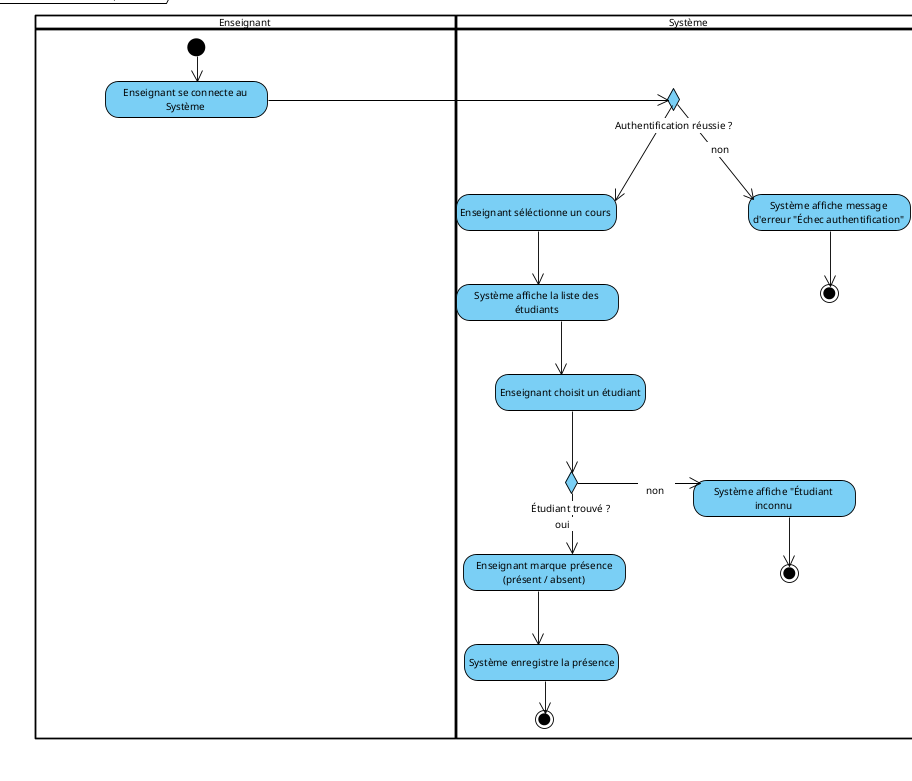 Enseignant
Système
Enseignant se connecte au
Système
Authentification réussie ?
non
Enseignant séléctionne un cours
Système affiche message
d'erreur "Échec authentification"
Système affiche la liste des
étudiants
Enseignant choisit un étudiant
non
Système affiche "Étudiant
inconnu
Étudiant trouvé ?
oui
Enseignant marque présence
(présent / absent)
Système enregistre la présence